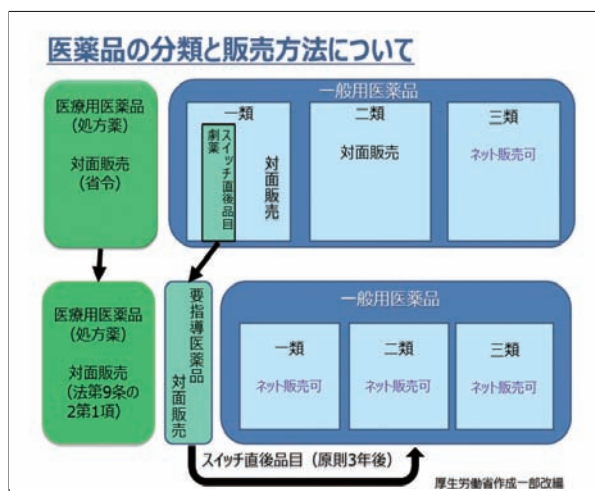 医薬品の分類と販売方法について
医療用医薬品
(処方薬)
対面販売
(省令)
一般用医薬品
一類
スイッチ直後品目
劇薬
対面販売
二類
対面販売
三類
ネット販売可
医療用医薬品
(処方薬)
対面販売
(法第9条の
2第1項)
要指導医薬品
対面販売
一般用医薬品
一類
ネット販売可
二類
ネット販売可
三類
ネット販売可
スイッチ直後品目（原則3年後）
厚生労働省作成一部改編